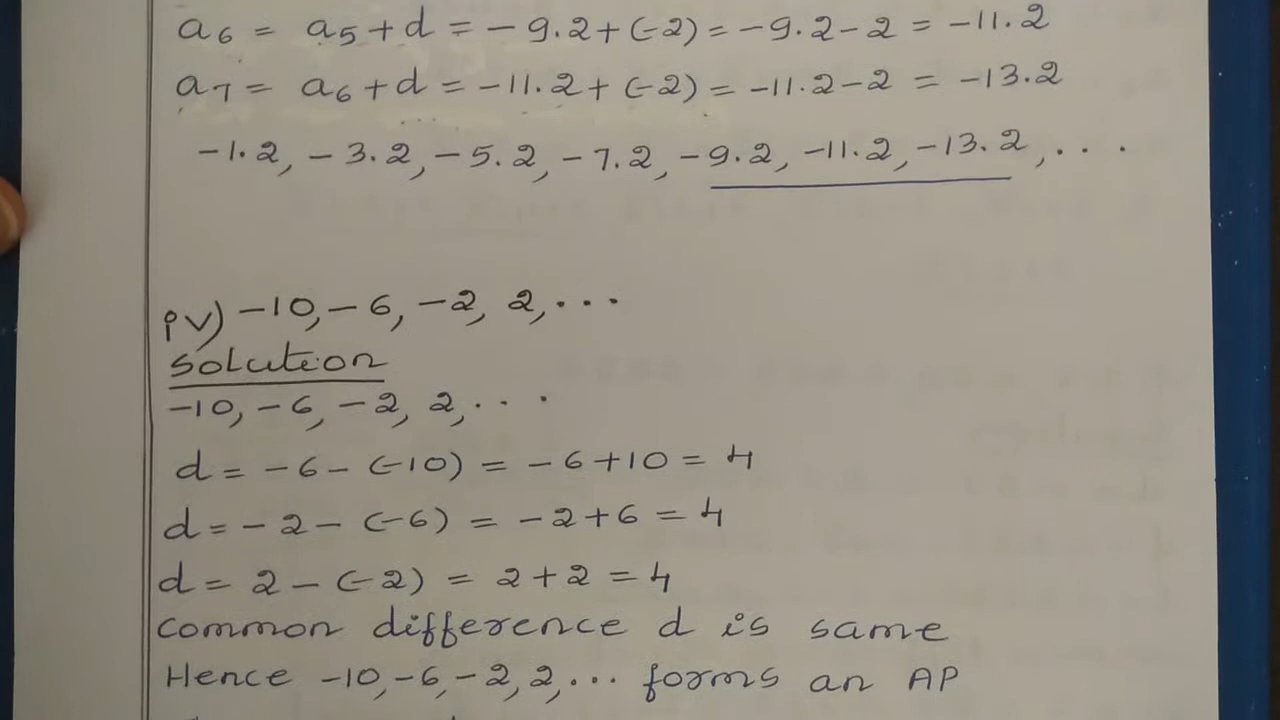 a6 = a5+d = -9.2+(-2) = -9.2-2 = -11.2
a7 = a6+d = -11.2+(-2) = -11.2-2 = -13.2
-1.2, -3.2, -5.2, -7.2, -9.2, -11.2, -13.2, ...
iv) -10, -6, -2, 2, ...
Solution
-10, -6, -2, 2, ...
d = -6-(-10) = -6+10 = 4
d = -2-(-6) = -2+6 = 4
d = 2-(-2) = 2+2 = 4
common difference d is same
Hence -10, -6, -2, 2, ... forms an AP